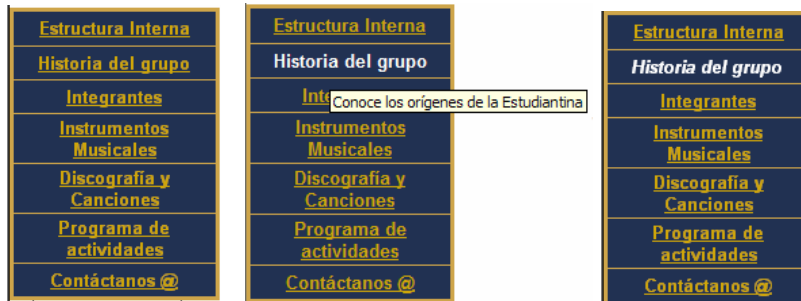 Estructura Interna
Historia del grupo
Integrantes
Instrumentos
Musicales
Discografía y
Canciones
Programa de
actividades
Contáctanos @
Estructura Interna
Historia del grupo
Inte
Conoce los orígenes de la Estudiantina
Instrumentos
Musicales
Discografía y
Canciones
Programa de
actividades
Contáctanos @
Estructura Interna
Historia del grupo
Integrantes
Instrumentos
Musicales
Discografía y
Canciones
Programa de
actividades
Contáctanos @